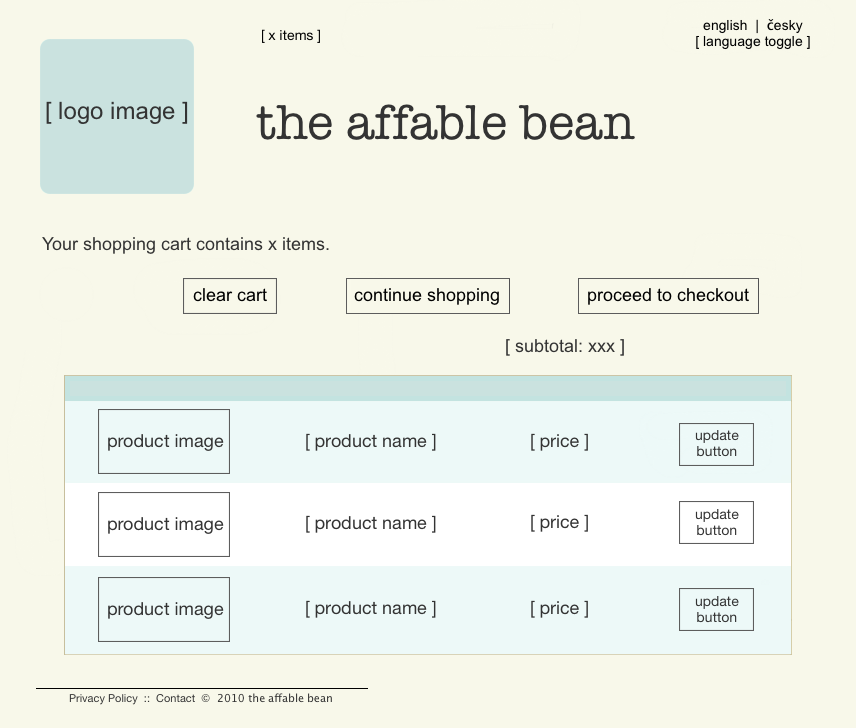 [ x items ]
english | česky
[ language toggle ]
[ logo image ]
the affable bean
Your shopping cart contains x items.
clear cart
continue shopping
proceed to checkout
[ subtotal: xxx ]
product image
[ product name ]
[ price ]
update
button
product image
[ product name ]
[ price ]
update
button
product image
[ product name ]
[ price ]
update
button
Privacy Policy :: Contact © 2010 the affable bean